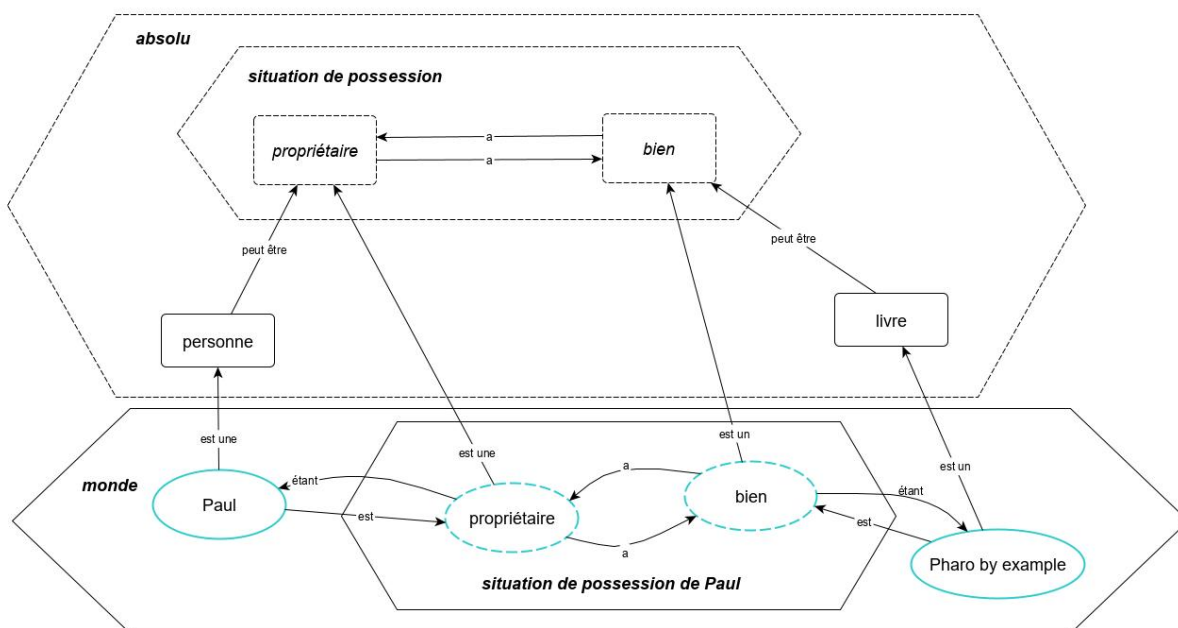 absolu
situation de possession
a
propriétaire
bien
a
peut être
peut être
livre
personne
est un
est une
a
est une
est un
monde
étant
bien
étant
Paul
propriétaire
est
est
a
Pharo by example
situation de possession de Paul